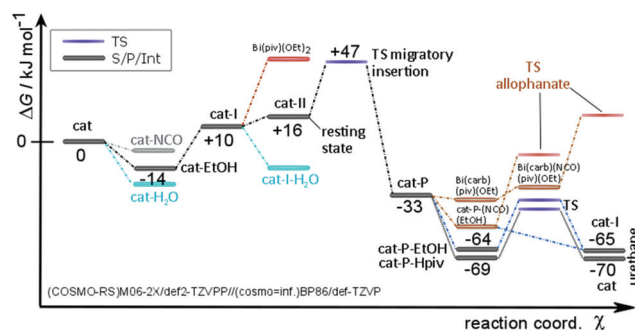 TS
S/P/Int
ΔG / kJ mol⁻¹
0
cat
0
cat-NCO
-14
cat-EtOH
cat-H₂O
cat-I
+10
Bi(piv)(OEt)₂
cat-II
+16
resting
state
cat-I-H₂O
+47
TS migratory
insertion
TS
allophanate
cat-P
-33
Bi(carb)
(piv)(OEt)
Bi(carb)(NCO)
(piv)(OEt)
cat-P-(NCO)
(EtOH)
-64
cat-P-EtOH
cat-P-Hpiv
-69
TS
cat-I
-65
cat
-70
urethane
(COSMO-RS)M06-2X/def2-TZVPP//(cosmo=inf.)BP86/def-TZVP
reaction coord. χ